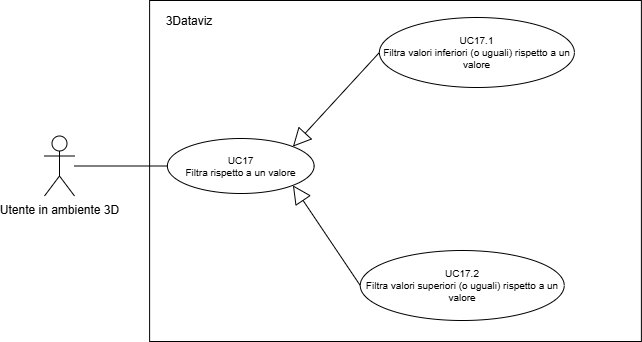 3Dataviz
UC17.1
Filtra valori inferiori (o uguali) rispetto a un
valore
UC17
Filtra rispetto a un valore
Utente in ambiente 3D
UC17.2
Filtra valori superiori (o uguali) rispetto a un
valore